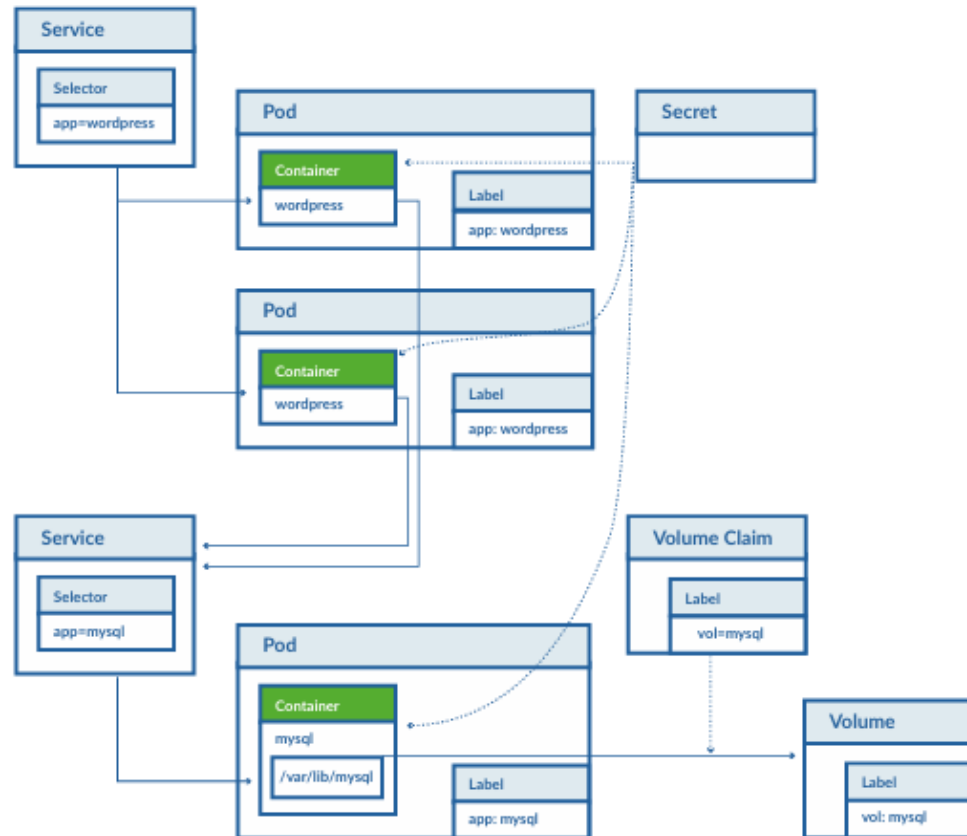 Service
Selector
app=wordpress
Pod
Container
wordpress
Label
app: wordpress
Secret
Pod
Container
wordpress
Label
app: wordpress
Service
Selector
app=mysql
Volume Claim
Label
vol=mysql
Pod
Container
mysql
/var/lib/mysql
Label
app: mysql
Volume
Label
vol: mysql